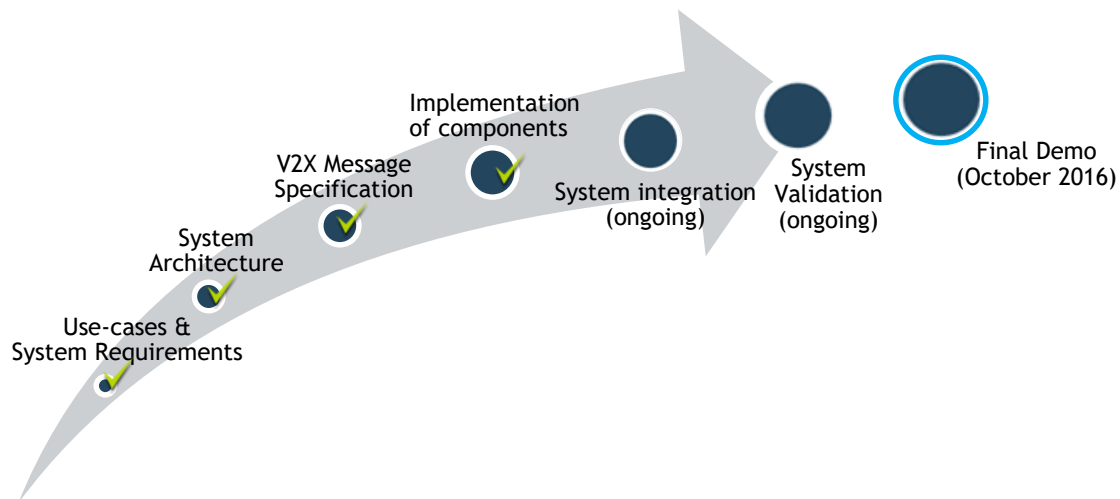 Use-cases &
System Requirements
System
Architecture
V2X Message
Specification
Implementation
of components
System integration
(ongoing)
System
Validation
(ongoing)
Final Demo
(October 2016)